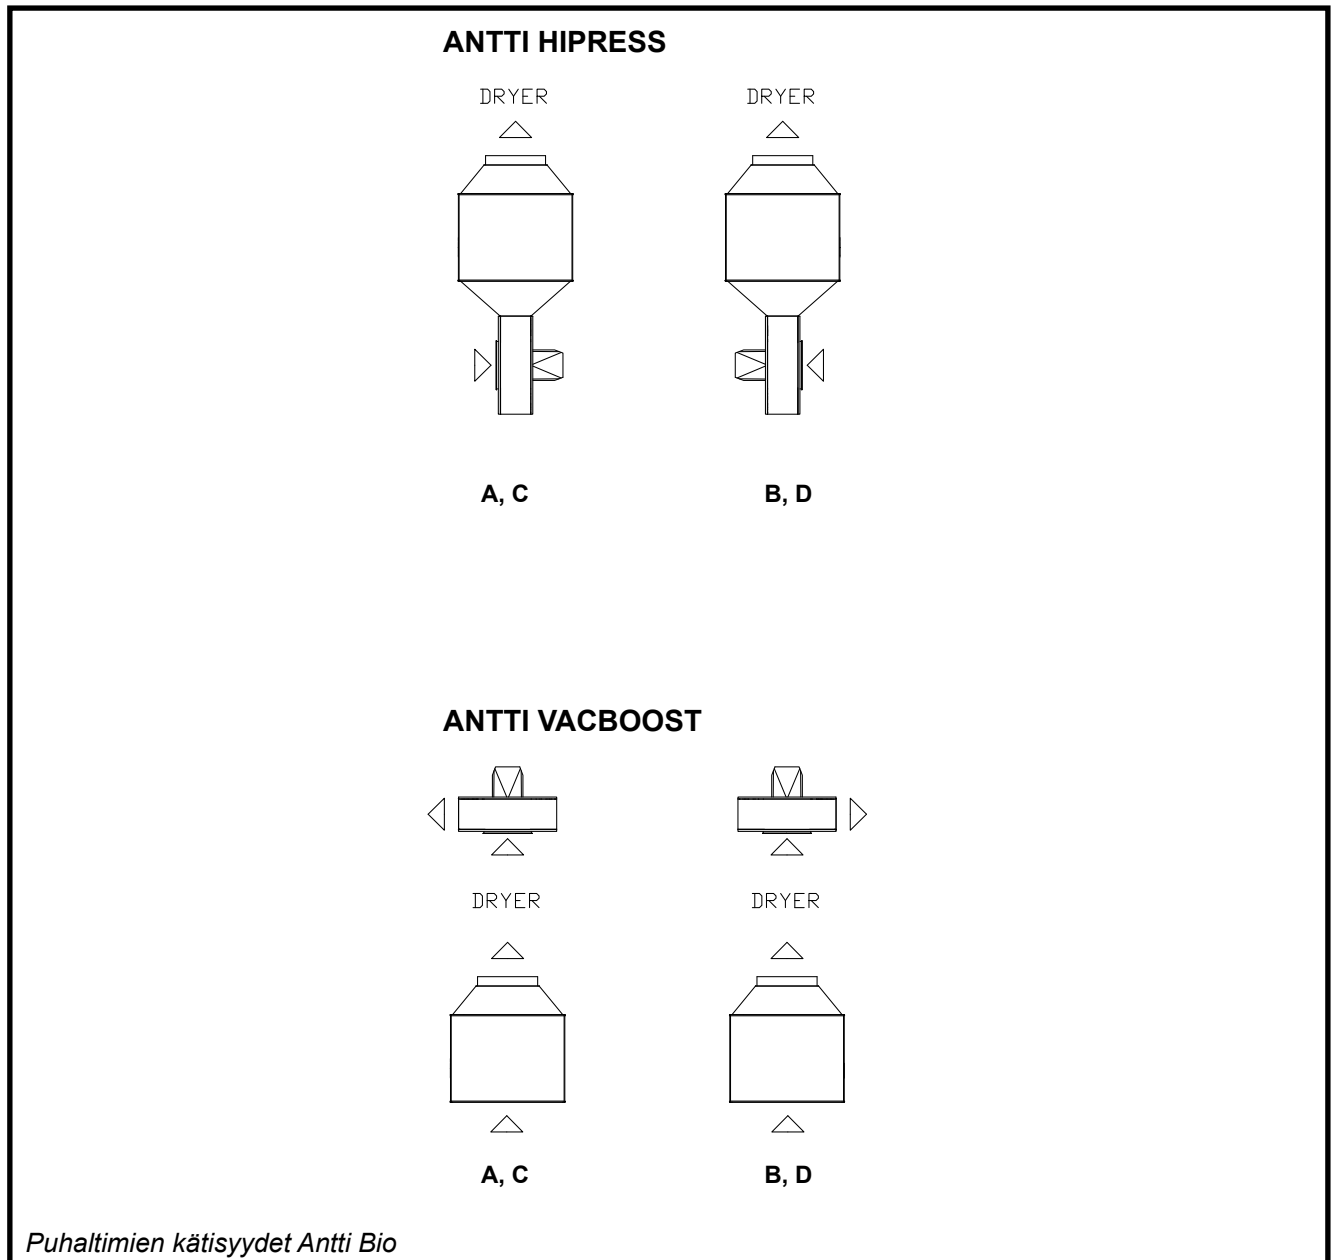 ANTTI HIPRESS
DRYER DRYER
A, C B, D
ANTTI VACBOOST
DRYER DRYER
A, C B, D
Puhaltimien kätisyydet Antti Bio